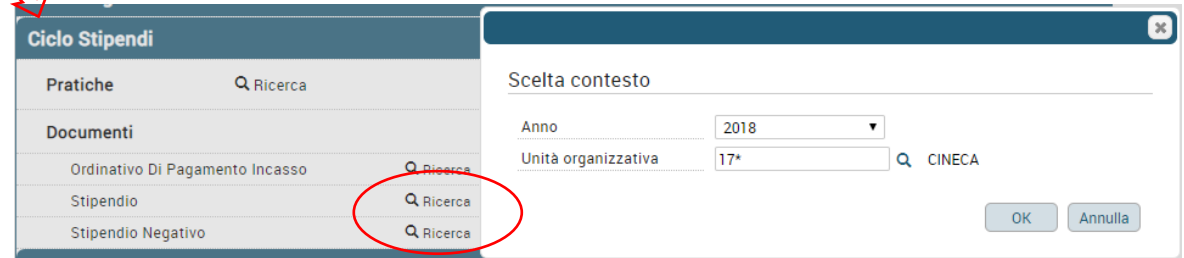 Ciclo Stipendi
Pratiche Ricerca
Documenti
Ordinativo Di Pagamento Incasso Ricerca
Stipendio Ricerca
Stipendio Negativo Ricerca
Scelta contesto
Anno 2018
Unità organizzativa 17* CINECA
OK Annulla